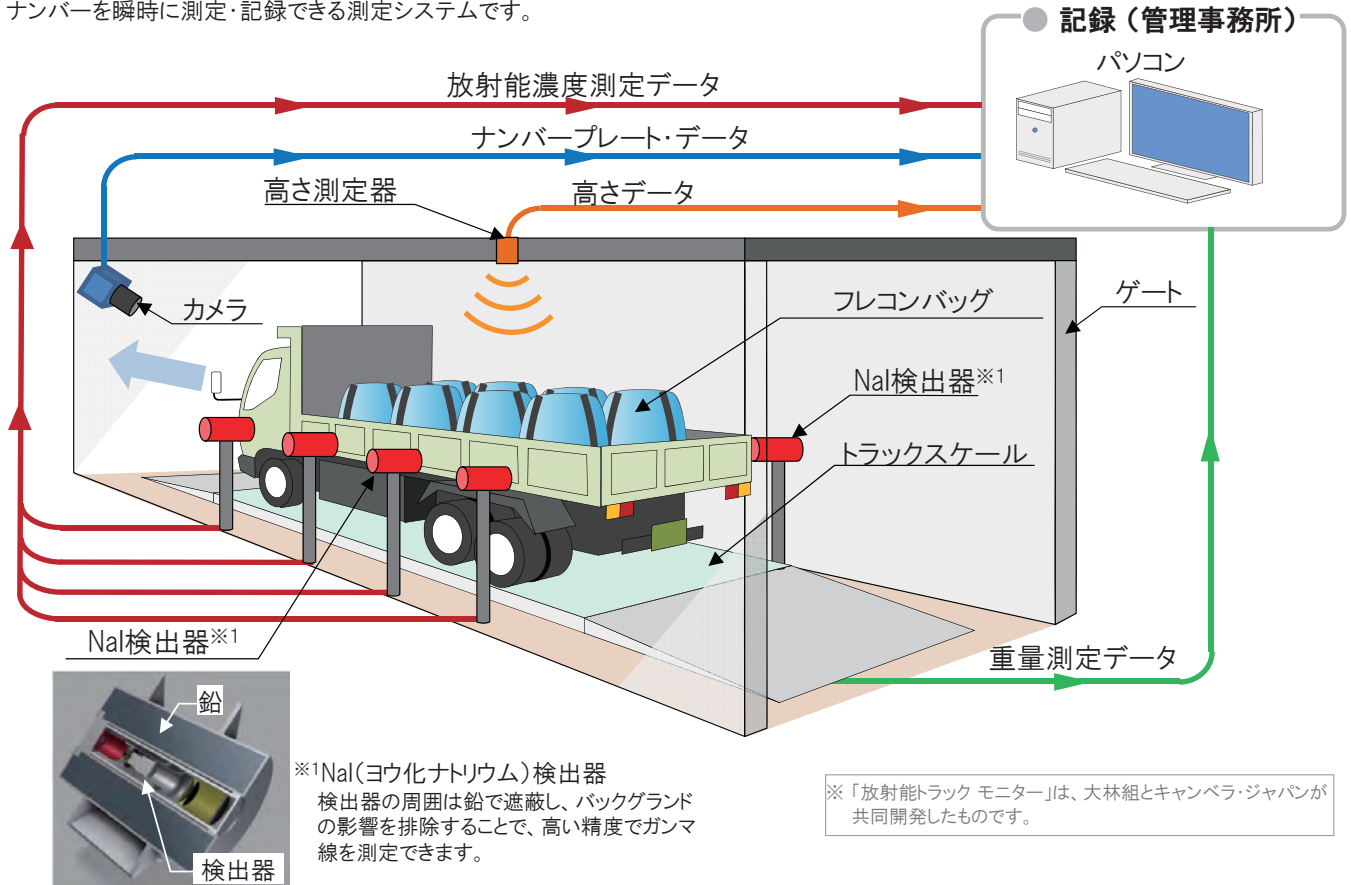 ナンバーを瞬時に測定・記録できる測定システムです。
記録（管理事務所）
パソコン
放射能濃度測定データ
ナンバープレート・データ
高さ測定器
高さデータ
カメラ
フレコンバッグ
ゲート
NaI検出器※1
トラックスケール
NaI検出器※1
重量測定データ
鉛
検出器
※1NaI（ヨウ化ナトリウム）検出器
検出器の周囲は鉛で遮蔽し、バックグランド
の影響を排除することで、高い精度でガンマ
線を測定できます。
※「放射能トラック モニター」は、大林組とキャンベラ・ジャパンが
共同開発したものです。